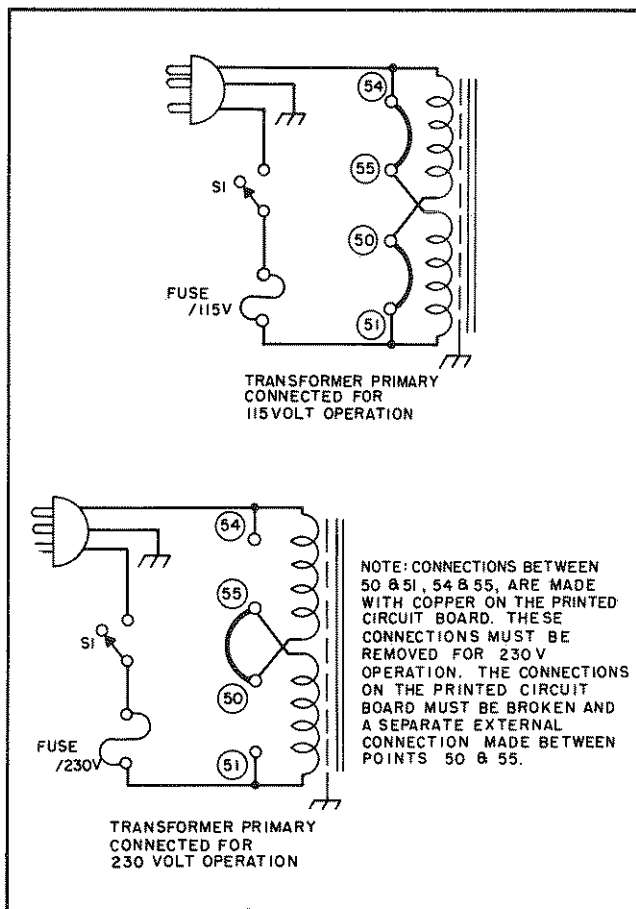 54
55
S1
50
FUSE
/115V
51
TRANSFORMER PRIMARY
CONNECTED FOR
115 VOLT OPERATION
54
NOTE: CONNECTIONS BETWEEN
50 & 51, 54 & 55, ARE MADE
WITH COPPER ON THE PRINTED
CIRCUIT BOARD. THESE
CONNECTIONS MUST BE
REMOVED FOR 230 V
OPERATION. THE CONNECTIONS
ON THE PRINTED CIRCUIT
BOARD MUST BE BROKEN AND
A SEPARATE EXTERNAL
CONNECTION MADE BETWEEN
POINTS 50 & 55.
55
S1
50
FUSE
/230V
51
TRANSFORMER PRIMARY
CONNECTED FOR
230 VOLT OPERATION